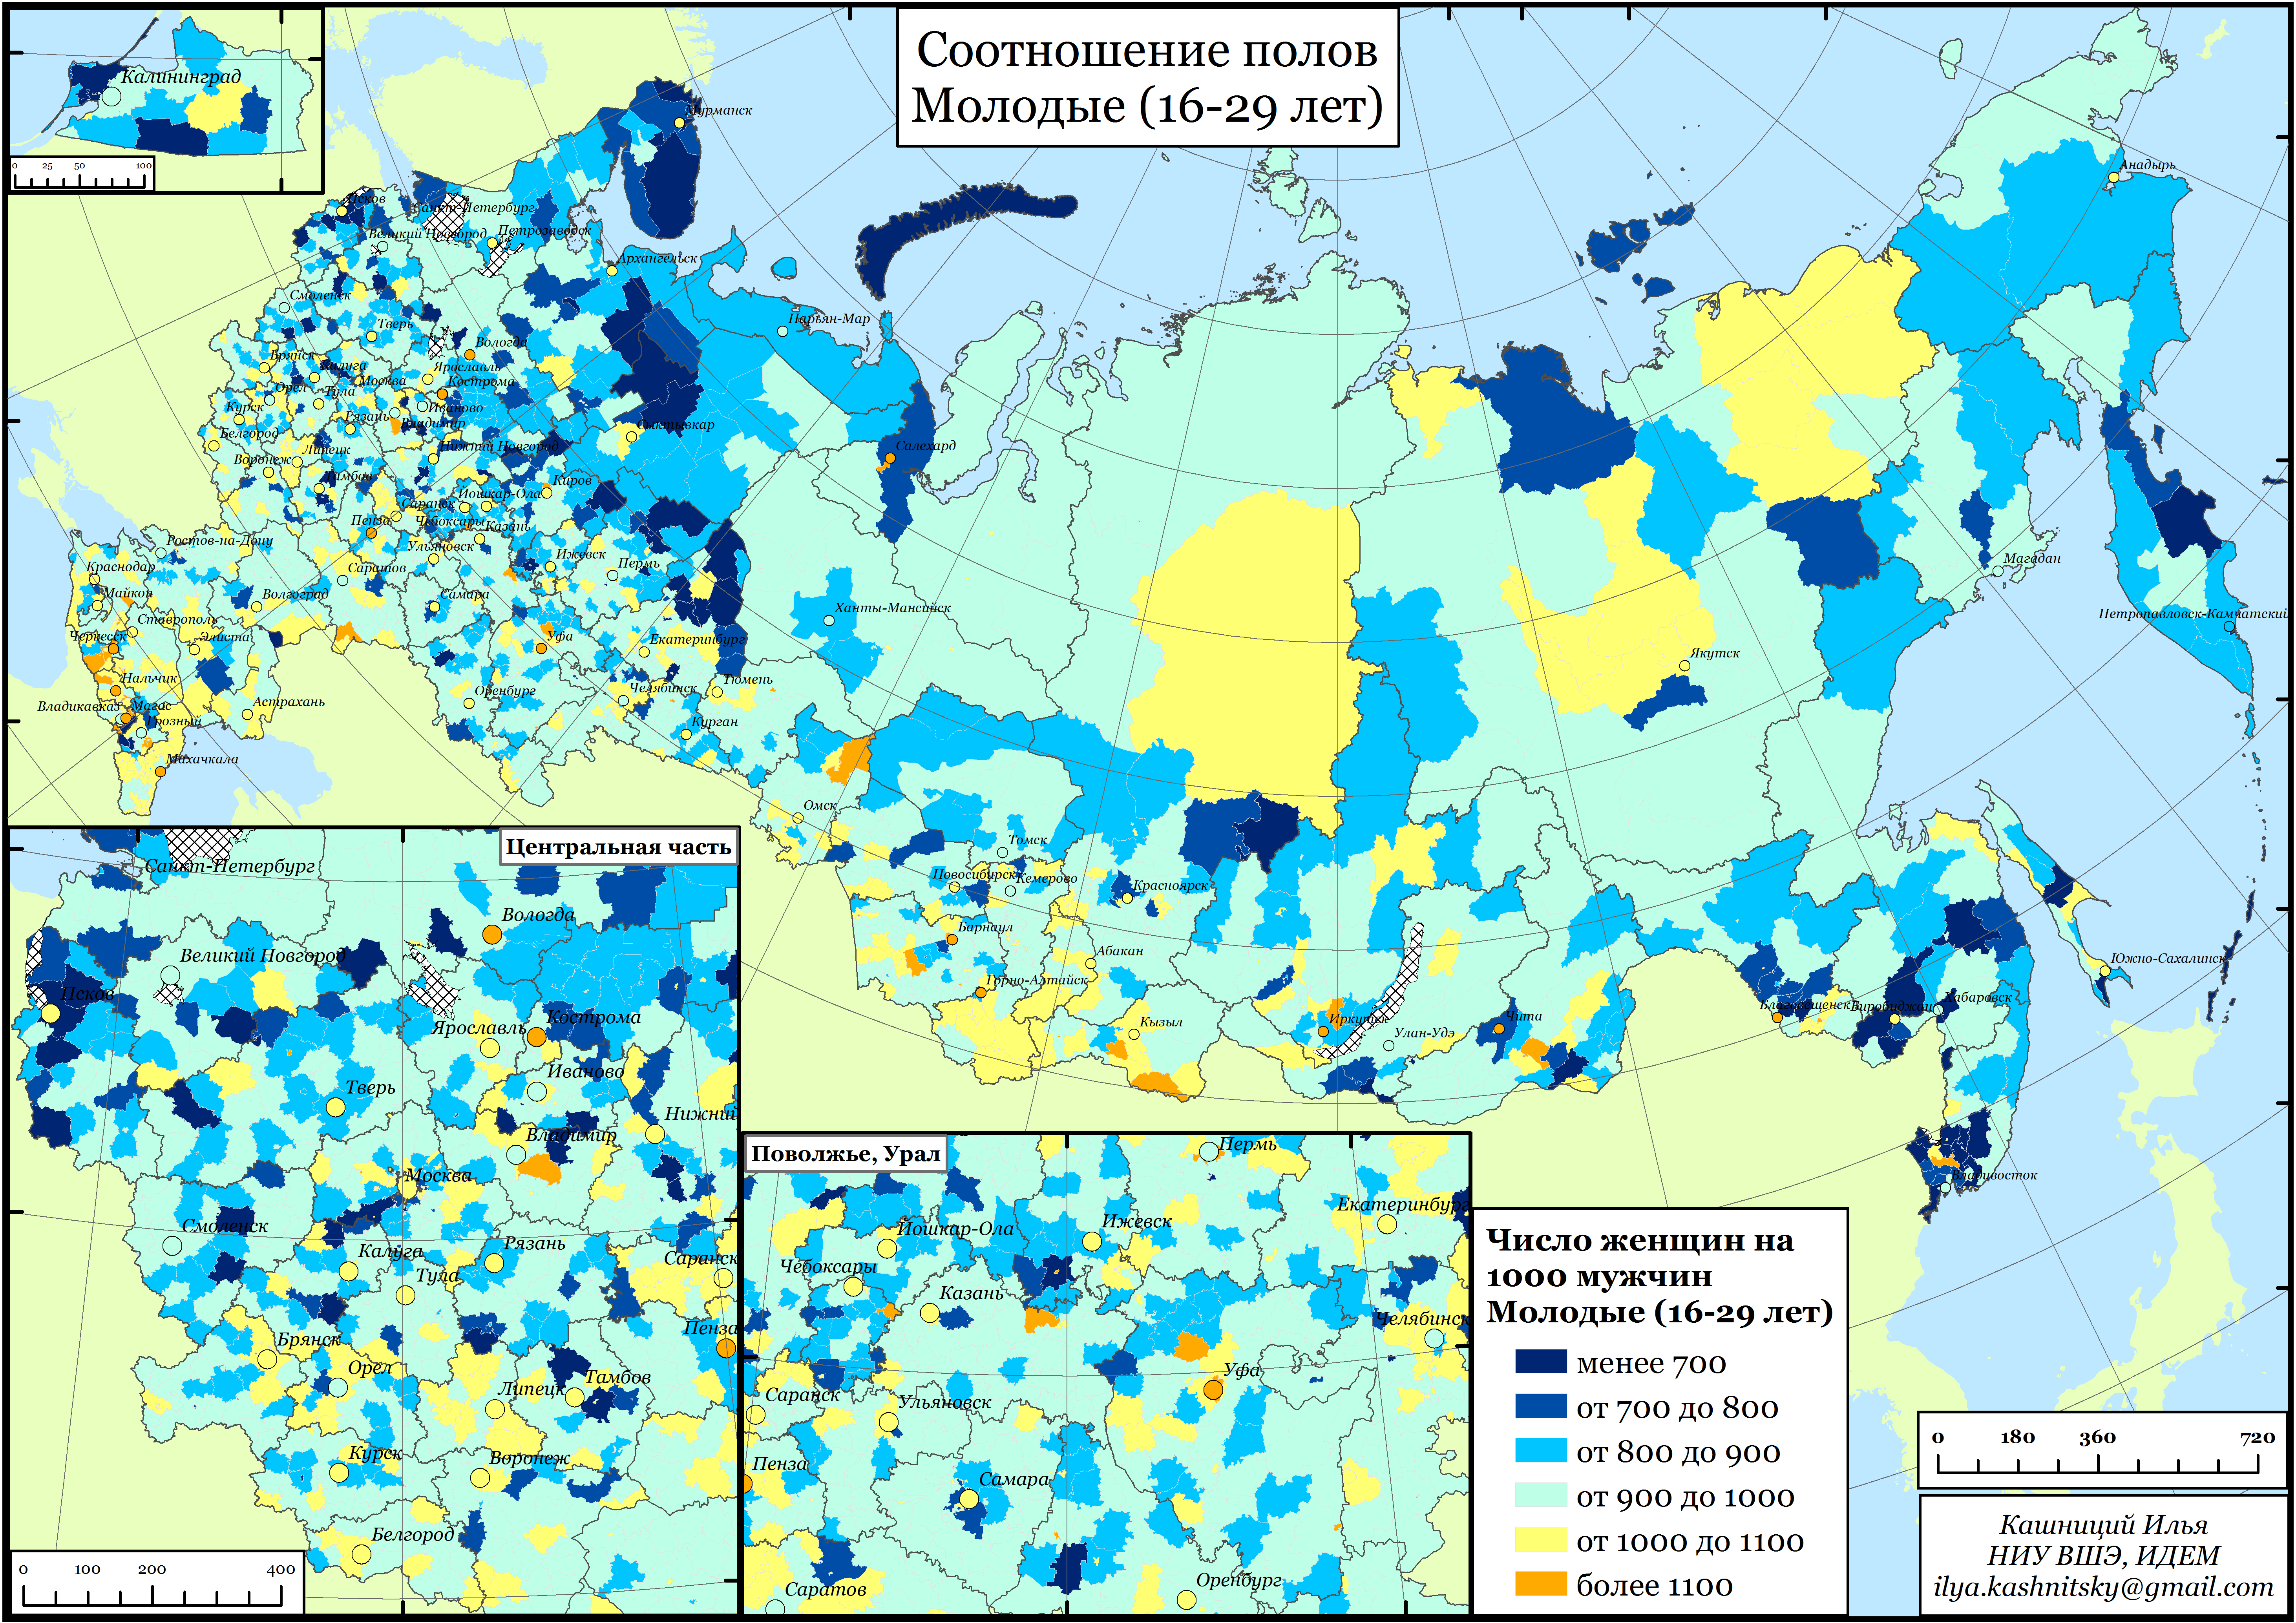 Соотношение полов
Молодые (16-29 лет)
Калининград
0 25 50 100
Мурманск
Анадырь
Псков
Санкт-Петербург
Великий Новгород
Петрозаводск
Архангельск
Смоленск
Нарьян-Мар
Тверь
Вологда
Брянск
Калуга
Москва
Ярославль
Кострома
Орёл
Тула
Иваново
Курск
Рязань
Владимир
Сыктывкар
Белгород
Нижний Новгород
Салехард
Воронеж
Липецк
Тамбов
Киров
Йошкар-Ола
Саранск
Пенза
Чебоксары
Казань
Ростов-на-Дону
Ульяновск
Ижевск
Пермь
Магадан
Краснодар
Саратов
Майкоп
Волгоград
Самара
Ханты-Мансийск
Петропавловск-Камчатский
Ставрополь
Черкесск
Элиста
Уфа
Екатеринбург
Якутск
Нальчик
Оренбург
Челябинск
Тюмень
Владикавказ
Магас
Грозный
Астрахань
Курган
Махачкала
Омск
Томск
Новосибирск
Кемерово
Красноярск
Барнаул
Абакан
Горно-Алтайск
Кызыл
Иркутск
Улан-Удэ
Чита
Благовещенск
Биробиджан
Хабаровск
Южно-Сахалинск
Владивосток
Центральная часть
Санкт-Петербург
Вологда
Великий Новгород
Псков
Ярославль
Кострома
Тверь
Иваново
Нижний
Владимир
Москва
Смоленск
Калуга
Рязань
Саранск
Тула
Брянск
Пенза
Орёл
Липецк
Тамбов
Курск
Воронеж
Белгород
0 100 200 400
Поволжье, Урал
Пермь
Екатеринбург
Йошкар-Ола
Ижевск
Чебоксары
Казань
Челябинск
Уфа
Саранск
Ульяновск
Пенза
Самара
Саратов
Оренбург
Число женщин на
1000 мужчин
Молодые (16-29 лет)
менее 700
от 700 до 800
от 800 до 900
от 900 до 1000
от 1000 до 1100
более 1100
0 180 360 720
Кашницкий Илья
НИУ ВШЭ, ИДЕМ
ilya.kashnitsky@gmail.com